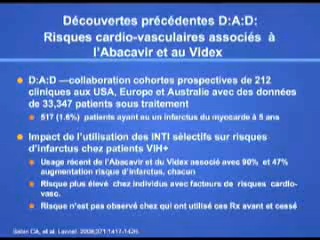 Découvertes précédentes D:A:D:
Risques cardio-vasculaires associés à
l'Abacavir et au Videx
D:A:D —collaboration cohortes prospectives de 212
cliniques aux USA, Europe et Australie avec des données
de 33,347 patients sous traitement
517 (1.6%) patients ayant eu un infarctus du myocarde à 5 ans
Impact de l'utilisation des INTI sélectifs sur risques
d'infarctus chez patients VIH+
Usage récent de l'Abacavir et du Videx associé avec 90% et 47%
augmentation risque d'infarctus, chacun
Risque plus élevé chez individus avec facteurs de risques cardio-
vasc.
Risque n'est pas observé chez qui ont utilisé ces Rx avant et cessé
Sabin CA, et al. Lancet. 2008;371:1417-1426.